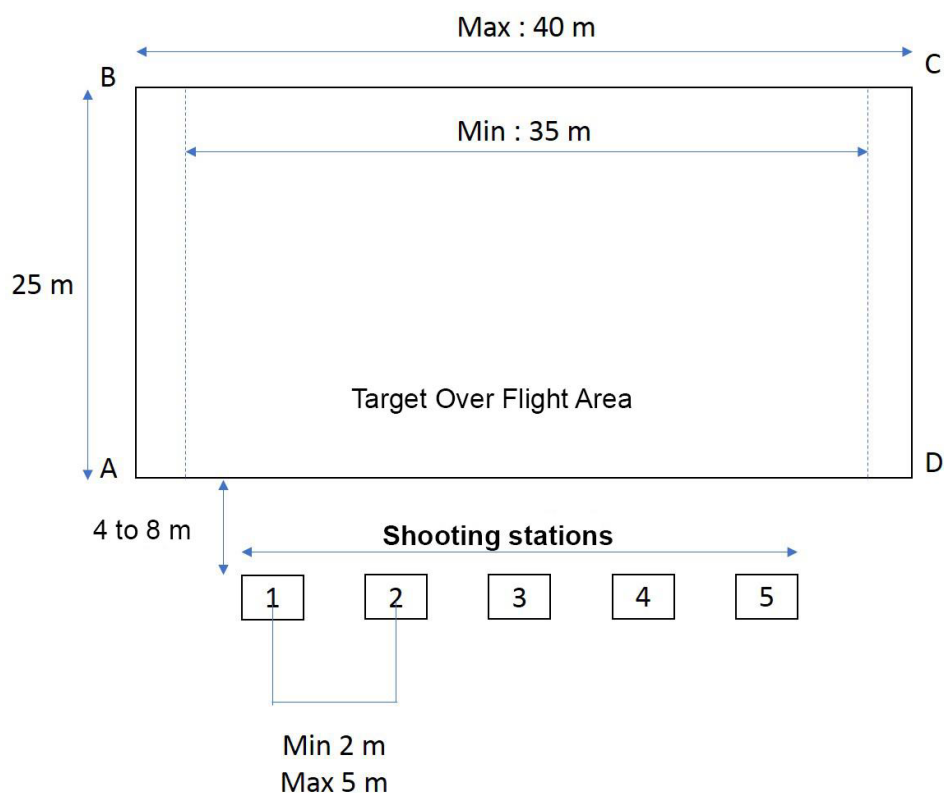 Max : 40 m
B
C
Min : 35 m
25 m
Target Over Flight Area
A
D
4 to 8 m
Shooting stations
1 2 3 4 5
Min 2 m
Max 5 m